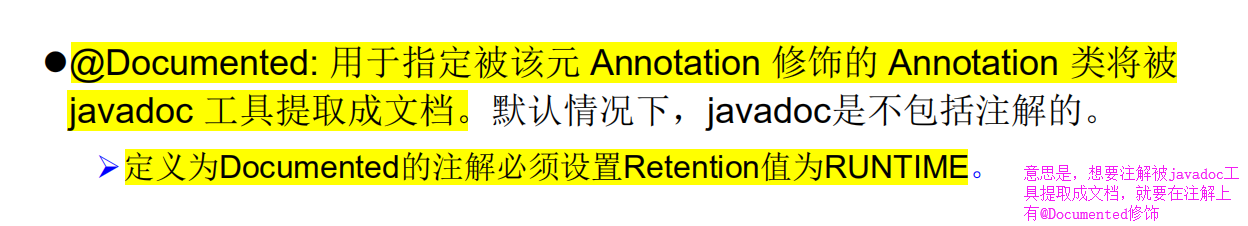 ●@Documented: 用于指定被该元 Annotation 修饰的 Annotation 类将被
javadoc 工具提取成文档。默认情况下，javadoc是不包括注解的。
➢定义为Documented的注解必须设置Retention值为RUNTIME。
意思是，想要注解被javadoc工
具提取成文档，就要在注解上
有@Documented修饰